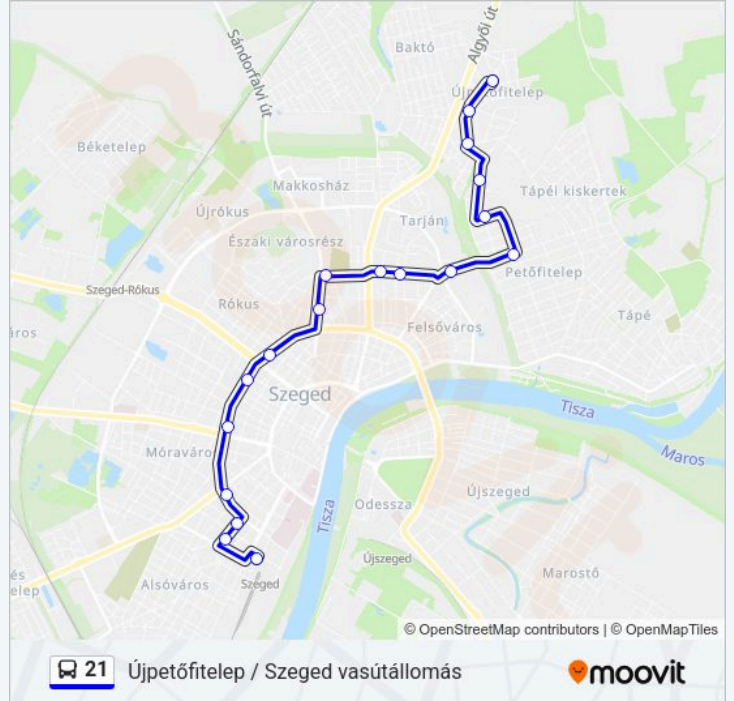 Algyői út
Sándorfalvi út
Baktó
Újpetőfitelep
Béketelep
Makkosház
Tápéi kiskertek
Újrókus
Tarján
Északi városrész
Petőfitelep
Szeged-Rókus
Rókus
Tápé
Felsőváros
Szeged
Tisza
Maros
Móraváros
Újszeged
Odessza
Tisza
Újszeged
Marostő
Alsóváros
Szeged
© OpenStreetMap contributors | © OpenMapTiles
21 Újpetőfitelep / Szeged vasútállomás
moovit